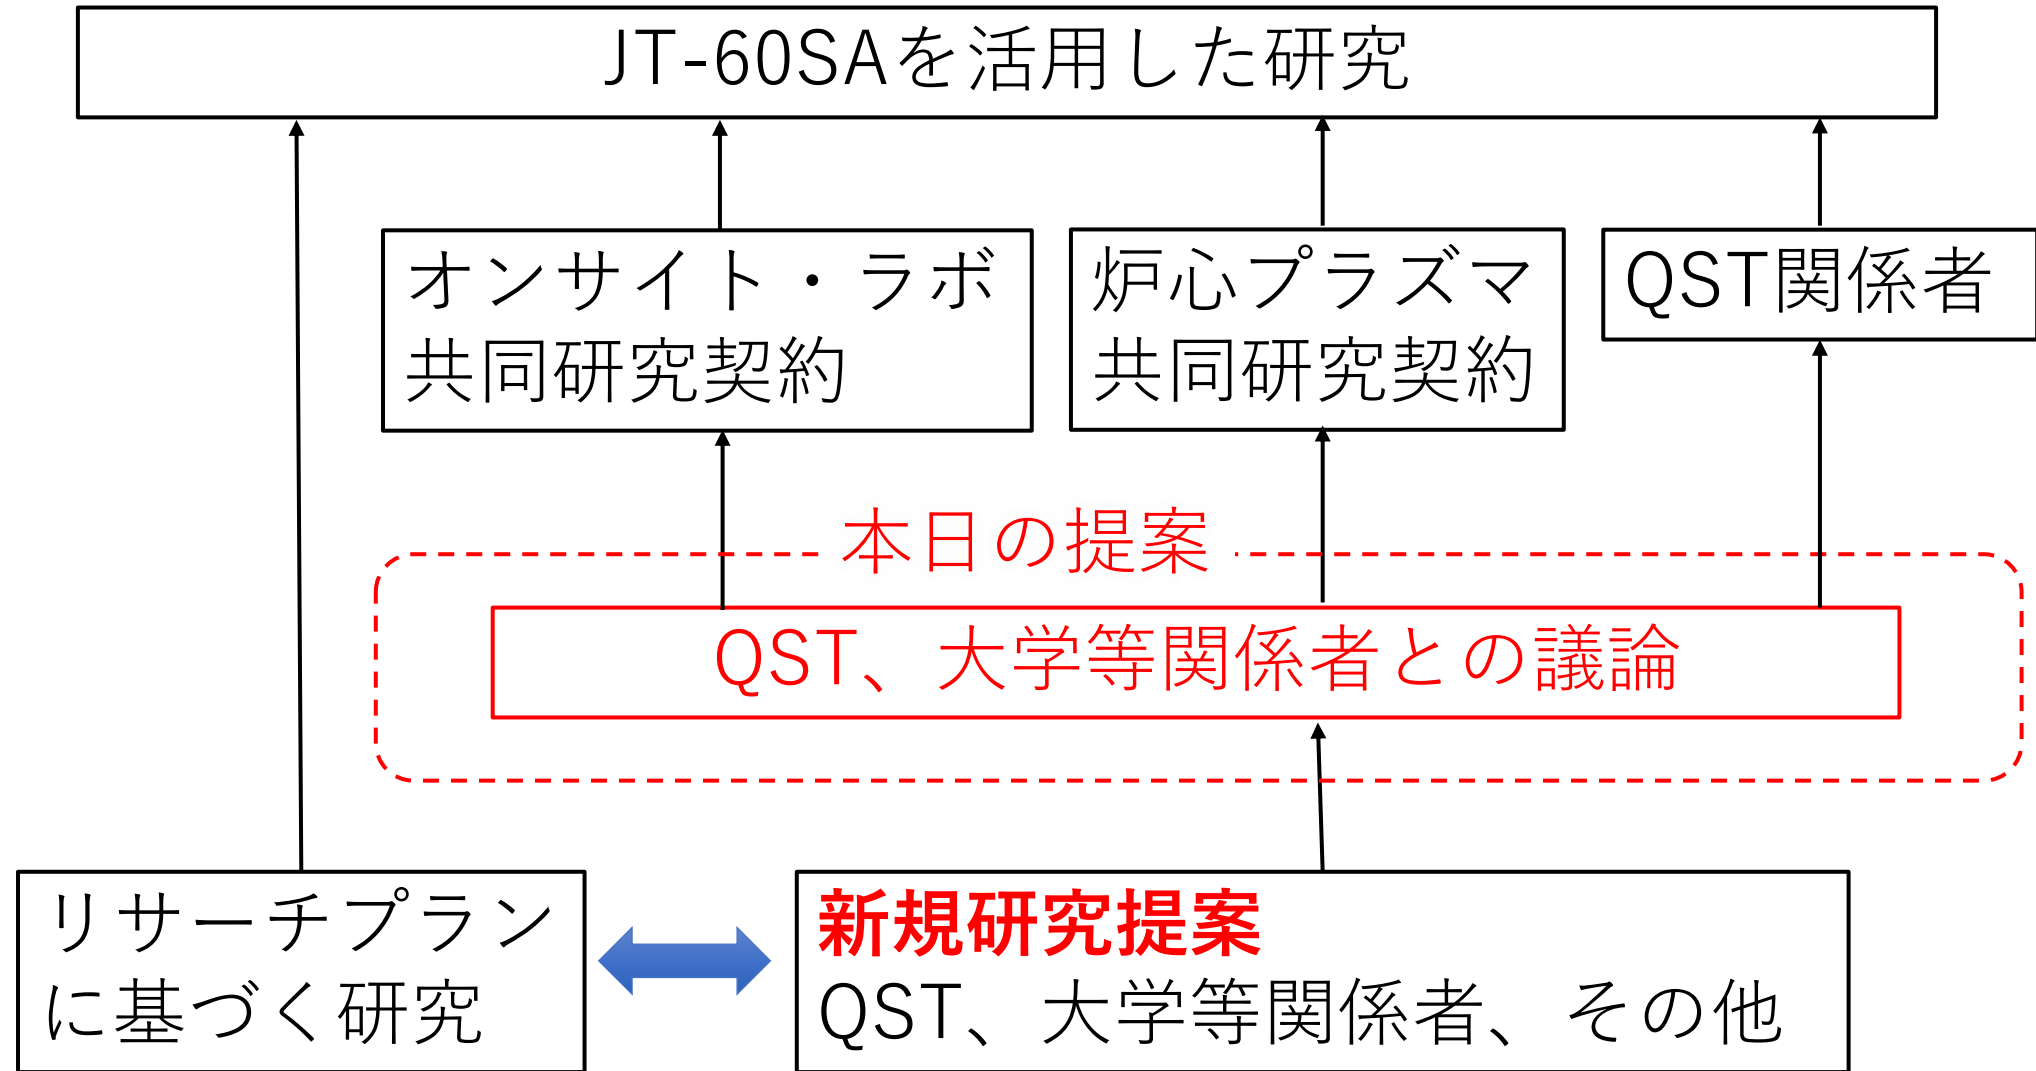 JT-60SAを活用した研究
オンサイト・ラボ
共同研究契約
炉心プラズマ
共同研究契約
QST関係者
本日の提案
QST、大学等関係者との議論
リサーチプラン
に基づく研究
新規研究提案
QST、大学等関係者、その他